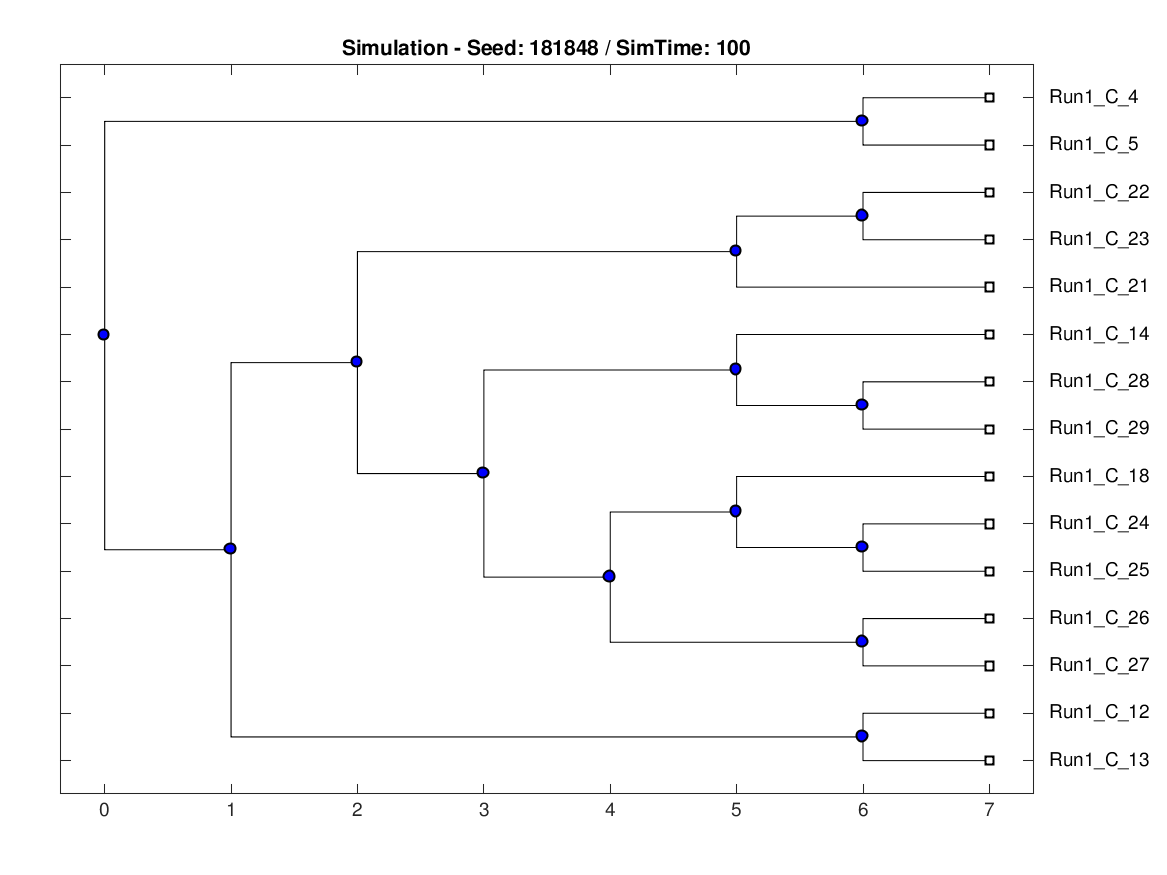 Simulation - Seed: 181848 / SimTime: 100
Run1_C_4
Run1_C_5
Run1_C_22
Run1_C_23
Run1_C_21
Run1_C_14
Run1_C_28
Run1_C_29
Run1_C_18
Run1_C_24
Run1_C_25
Run1_C_26
Run1_C_27
Run1_C_12
Run1_C_13
0 1 2 3 4 5 6 7